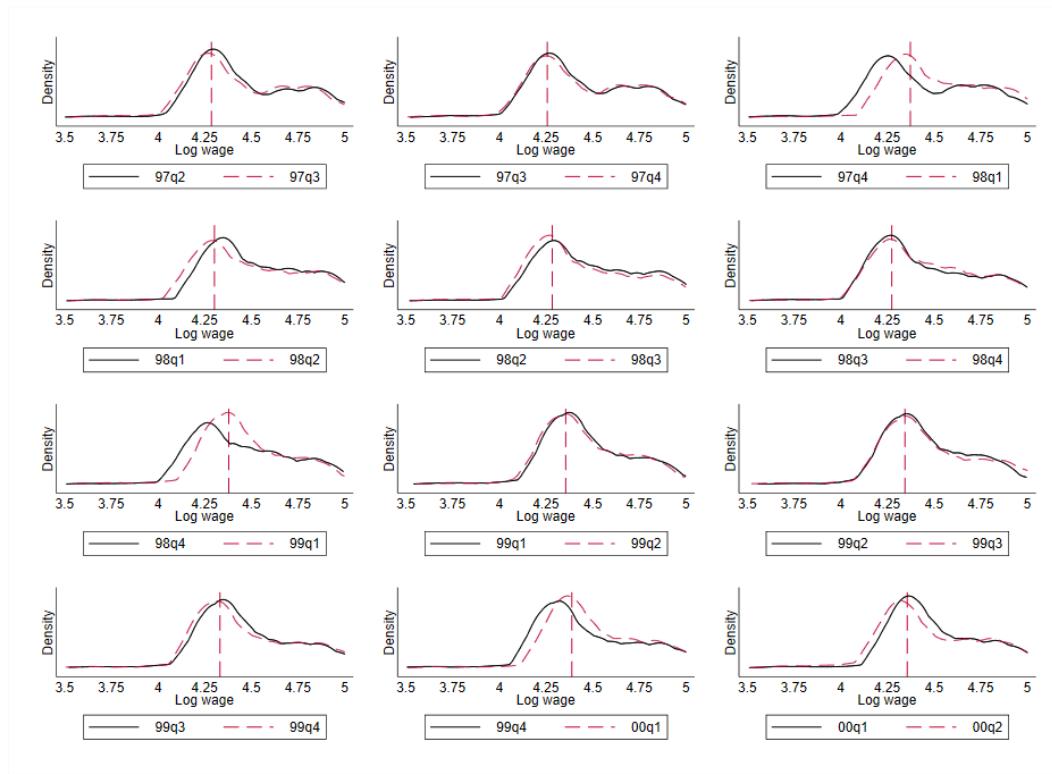 Density Density Density
3.5 3.75 4 4.25 4.5 4.75 5 3.5 3.75 4 4.25 4.5 4.75 5 3.5 3.75 4 4.25 4.5 4.75 5
Log wage Log wage Log wage
97q2 97q3 97q3 97q4 97q4 98q1
Density Density Density
3.5 3.75 4 4.25 4.5 4.75 5 3.5 3.75 4 4.25 4.5 4.75 5 3.5 3.75 4 4.25 4.5 4.75 5
Log wage Log wage Log wage
98q1 98q2 98q2 98q3 98q3 98q4
Density Density Density
3.5 3.75 4 4.25 4.5 4.75 5 3.5 3.75 4 4.25 4.5 4.75 5 3.5 3.75 4 4.25 4.5 4.75 5
Log wage Log wage Log wage
98q4 99q1 99q1 99q2 99q2 99q3
Density Density Density
3.5 3.75 4 4.25 4.5 4.75 5 3.5 3.75 4 4.25 4.5 4.75 5 3.5 3.75 4 4.25 4.5 4.75 5
Log wage Log wage Log wage
99q3 99q4 99q4 00q1 00q1 00q2